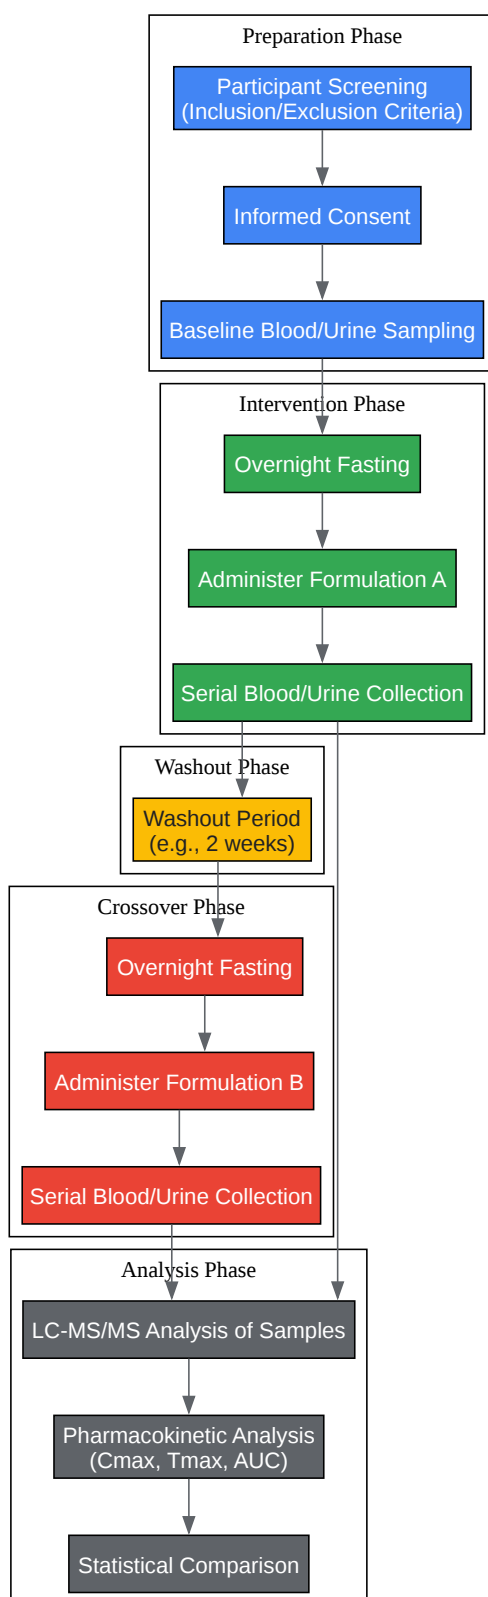 Preparation Phase
Participant Screening
(Inclusion/Exclusion Criteria)
Informed Consent
Baseline Blood/Urine Sampling
Intervention Phase
Overnight Fasting
Administer Formulation A
Serial Blood/Urine Collection
Washout Phase
Washout Period
(e.g., 2 weeks)
Crossover Phase
Overnight Fasting
Administer Formulation B
Serial Blood/Urine Collection
Analysis Phase
LC-MS/MS Analysis of Samples
Pharmacokinetic Analysis
(Cmax, Tmax, AUC)
Statistical Comparison